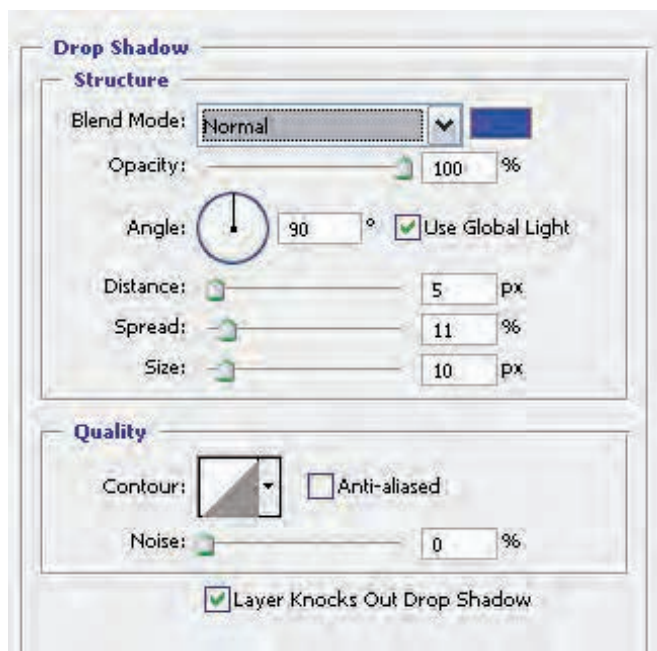 Drop Shadow
Structure
Blend Mode: Normal
Opacity: 100 %
Angle: 90 ° Use Global Light
Distance: 5 px
Spread: 11 %
Size: 10 px
Quality
Contour: Anti-aliased
Noise: 0 %
Layer Knocks Out Drop Shadow